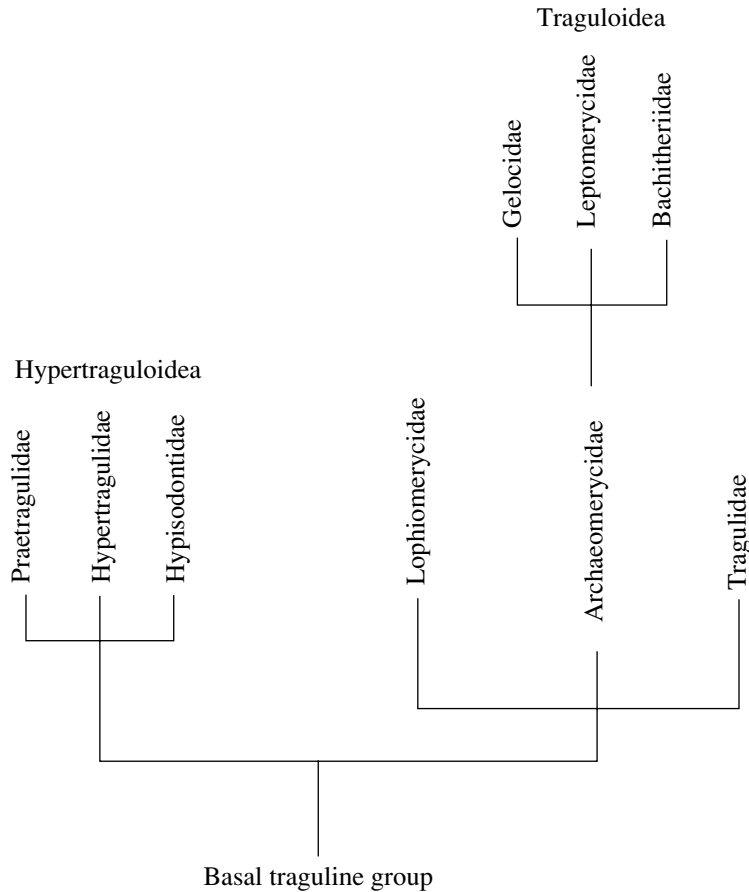 Traguloidea
Gelocidae
Leptomerycidae
Bachitheriidae
Hypertraguloidea
Praetragulidae
Hypertragulidae
Hypisodontidae
Lophiomerycidae
Archaeomerycidae
Tragulidae
Basal traguline group